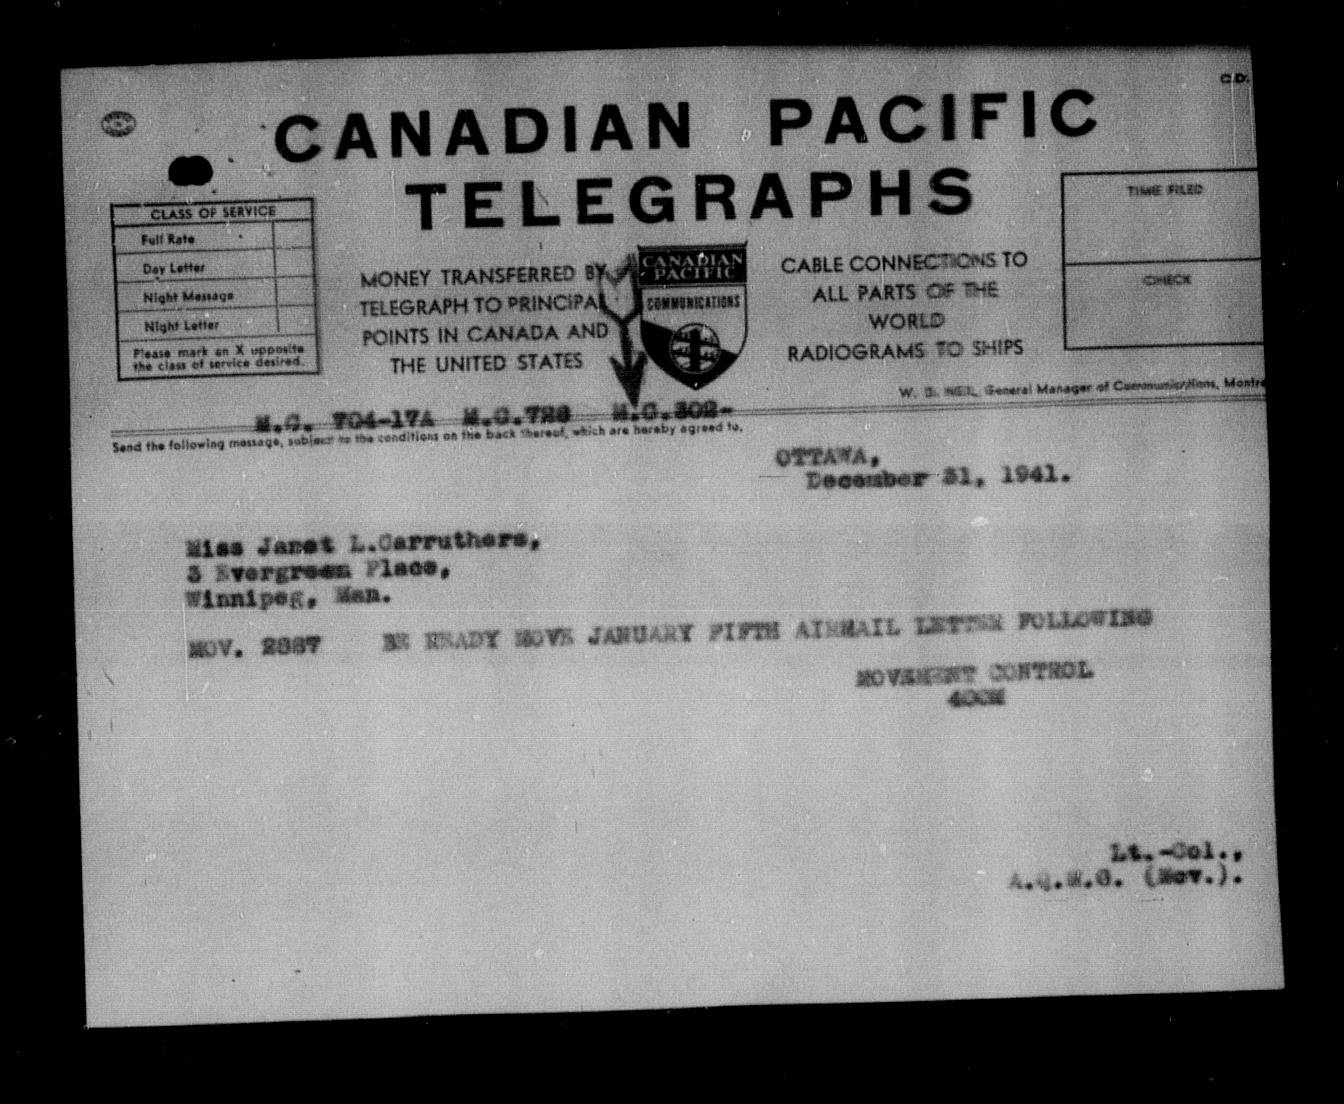 C.D.
CANADIAN PACIFIC
TELEGRAPHS
CLASS OF SERVICE
Full Rate
Day Letter
Night Message
Night Letter
Please mark an X opposite
the class of service desired.
MONEY TRANSFERRED BY
TELEGRAPH TO PRINCIPAL
POINTS IN CANADA AND
THE UNITED STATES
CANADIAN
PACIFIC
COMMUNICATIONS
CABLE CONNECTIONS TO
ALL PARTS OF THE
WORLD
RADIOGRAMS TO SHIPS
TIME FILED
CHECK
W. D. NEIL, General Manager of Communications, Montre
M.C. 704-17A M.C.728 M.C.302-
Send the following message, subject to the conditions on the back thereof, which are hereby agreed to.
OTTAWA,
December 31, 1941.
Miss Janet L.Carruthers,
3 Evergreen Place,
Winnipeg, Man.
MOV. 2887 BE READY MOVE JANUARY FIFTH AIRMAIL LETTER FOLLOWING
MOVEMENT CONTROL
Lt.-Col.,
A.Q.M.G. (Mov.).